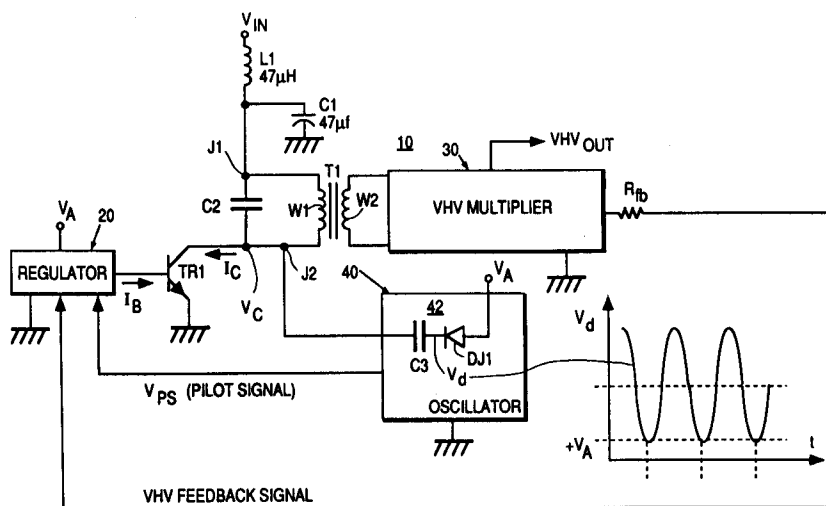 V_IN
L1
47μH
C1
47μf
J1
T1
10
30
VHV_OUT
C2
W1
W2
VHV MULTIPLIER
R_fb
V_A
20
REGULATOR
I_B
TR1
I_C
V_C
J2
40
42
V_A
C3
DJ1
V_d
OSCILLATOR
V_PS (PILOT SIGNAL)
V_d
+V_A
t
VHV FEEDBACK SIGNAL